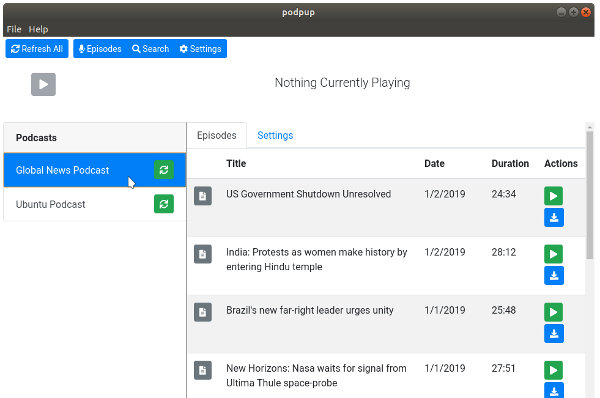 podpup
File Help
Refresh All Episodes Search Settings
Nothing Currently Playing
Podcasts
Global News Podcast
Ubuntu Podcast
Episodes Settings
Title Date Duration Actions
US Government Shutdown Unresolved 1/2/2019 24:34
India: Protests as women make history by 1/2/2019 28:12
entering Hindu temple
Brazil's new far-right leader urges unity 1/1/2019 25:48
New Horizons: Nasa waits for signal from 1/1/2019 27:51
Ultima Thule space-probe